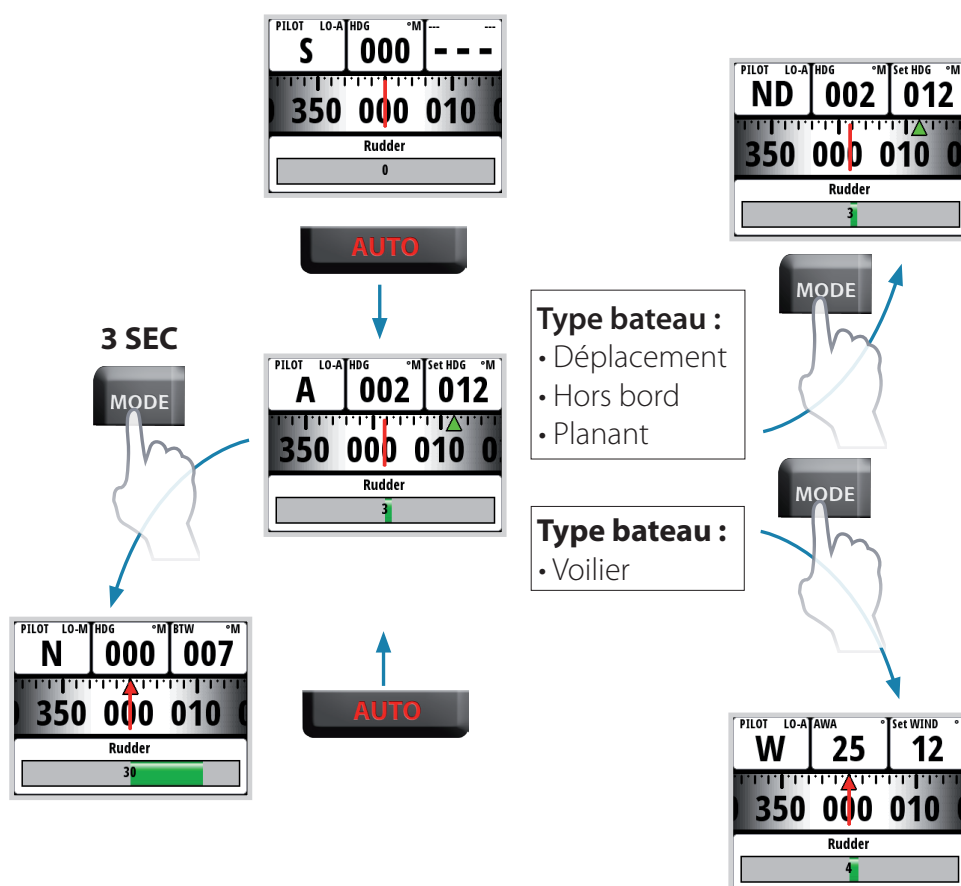 PILOT LO-A HDG °M --- ---
S 000 ---
350 000 010 0
Rudder
0
AUTO
3 SEC
MODE
PILOT LO-A HDG °M Set HDG °M
A 002 012
350 000 010 0
Rudder
3
PILOT LO-M HDG °M BTW °M
N 000 007
350 000 010
Rudder
30
AUTO
PILOT LO-A HDG °M Set HDG °M
ND 002 012
350 000 010 0
Rudder
3
MODE
Type bateau :
• Déplacement
• Hors bord
• Planant
MODE
Type bateau :
• Voilier
PILOT LO-A AWA ° Set WIND °
W 25 12
350 000 010
Rudder
4